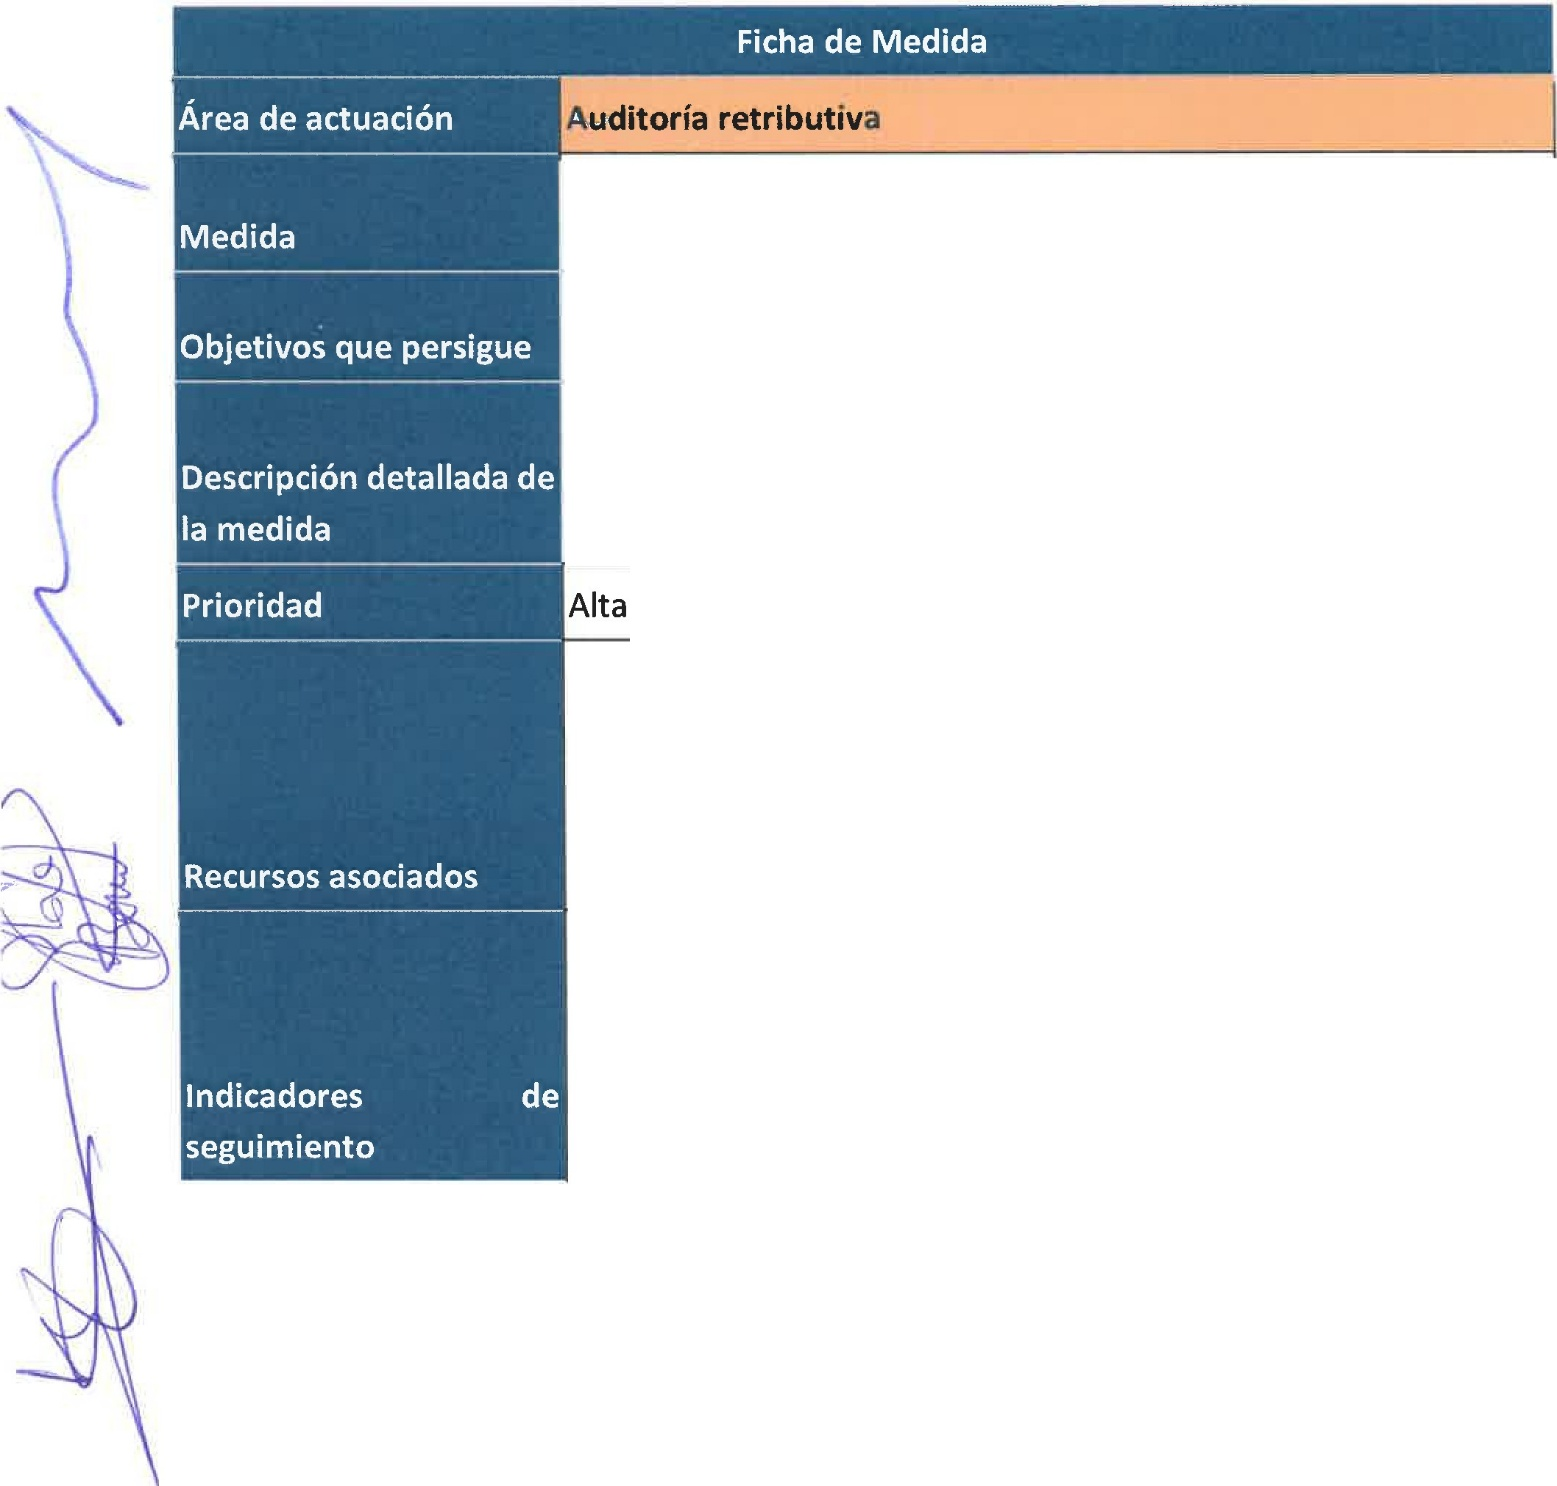 Ficha de Medida
Área de actuación
Auditoría retributiva
Medida
Objetivos que persigue
Descripción detallada de
la medida
Prioridad
Alta
Recursos asociados
Indicadores de
seguimiento